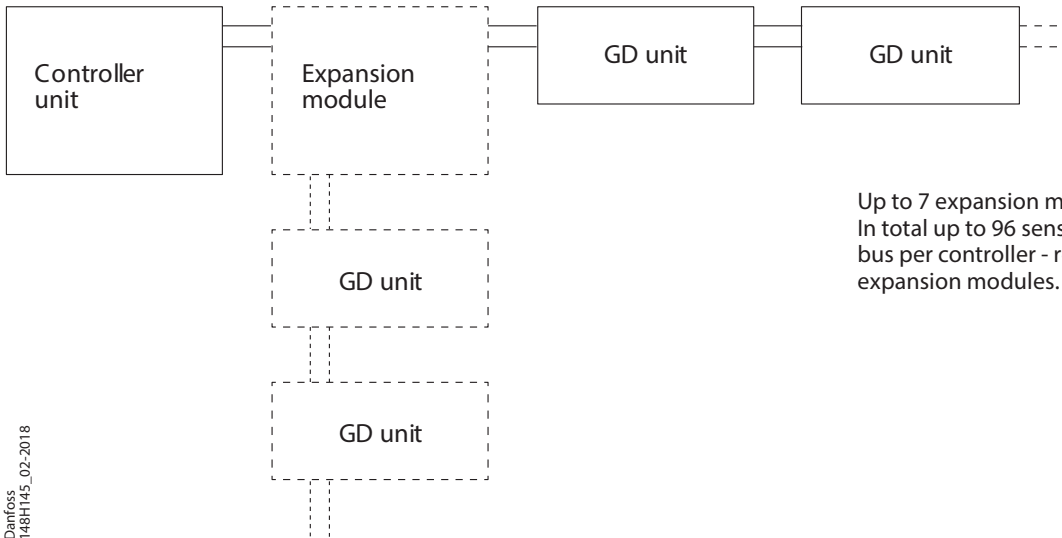 Controller
unit
Expansion
module
GD unit
GD unit
Up to 7 expansion
In total up to 96
bus per controller -
expansion modules.
GD unit
GD unit
Danfoss
148H145_02-2018